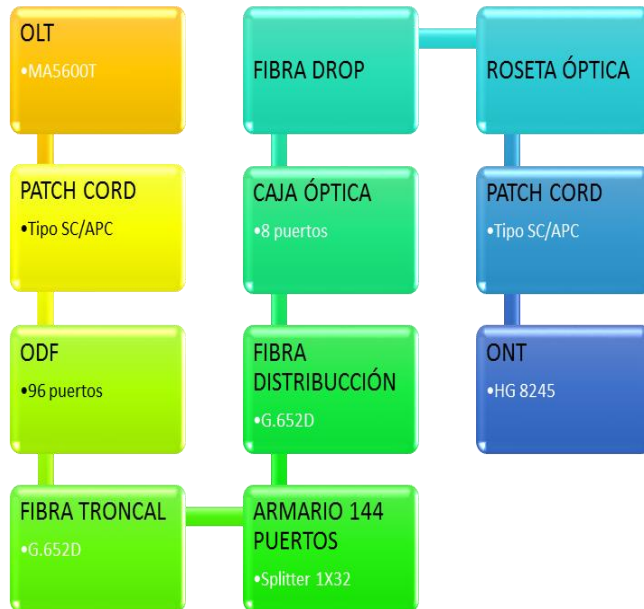 OLT
•MA5600T
PATCH CORD
•Tipo SC/APC
ODF
•96 puertos
FIBRA TRONCAL
•G.652D
ARMARIO 144
PUERTOS
•Splitter 1X32
FIBRA
DISTRIBUCCIÓN
•G.652D
CAJA ÓPTICA
•8 puertos
FIBRA DROP
ROSETA ÓPTICA
PATCH CORD
•Tipo SC/APC
ONT
•HG 8245